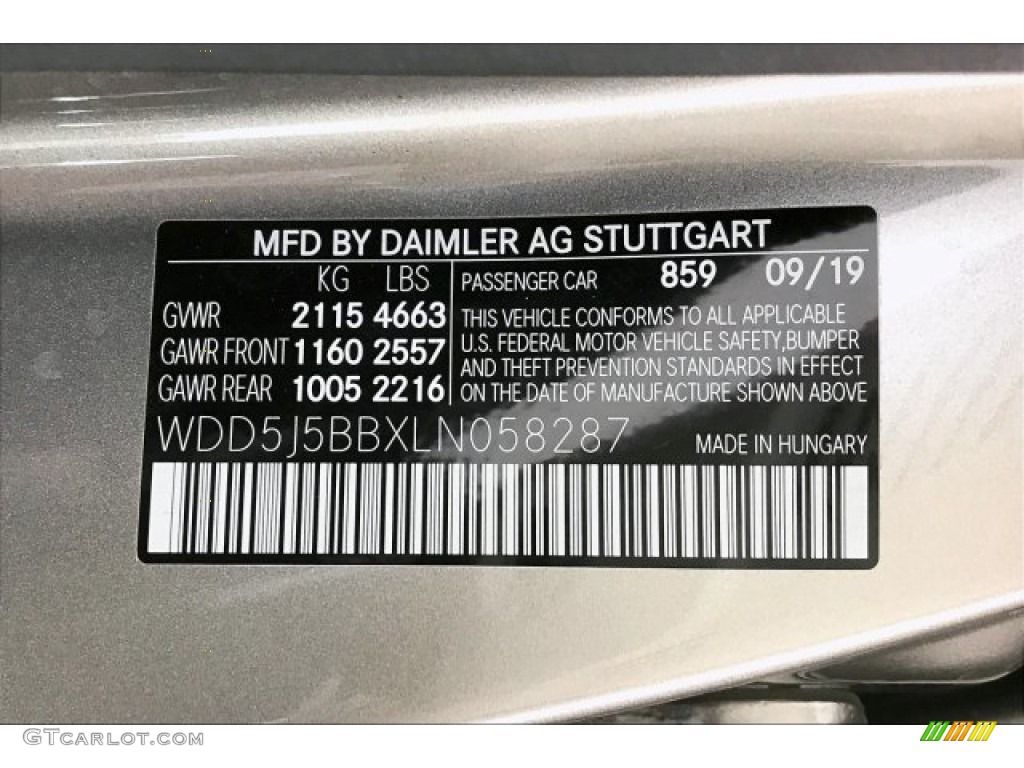 MFD BY DAIMLER AG STUTTGART
KG LBS
GVWR 2115 4663
GAWR FRONT 1160 2557
GAWR REAR 1005 2216
PASSENGER CAR 859 09/19
THIS VEHICLE CONFORMS TO ALL APPLICABLE
U.S. FEDERAL MOTOR VEHICLE SAFETY,BUMPER
AND THEFT PREVENTION STANDARDS IN EFFECT
ON THE DATE OF MANUFACTURE SHOWN ABOVE
WDD5J5BBXLN058287 MADE IN HUNGARY
GTCarlot.com